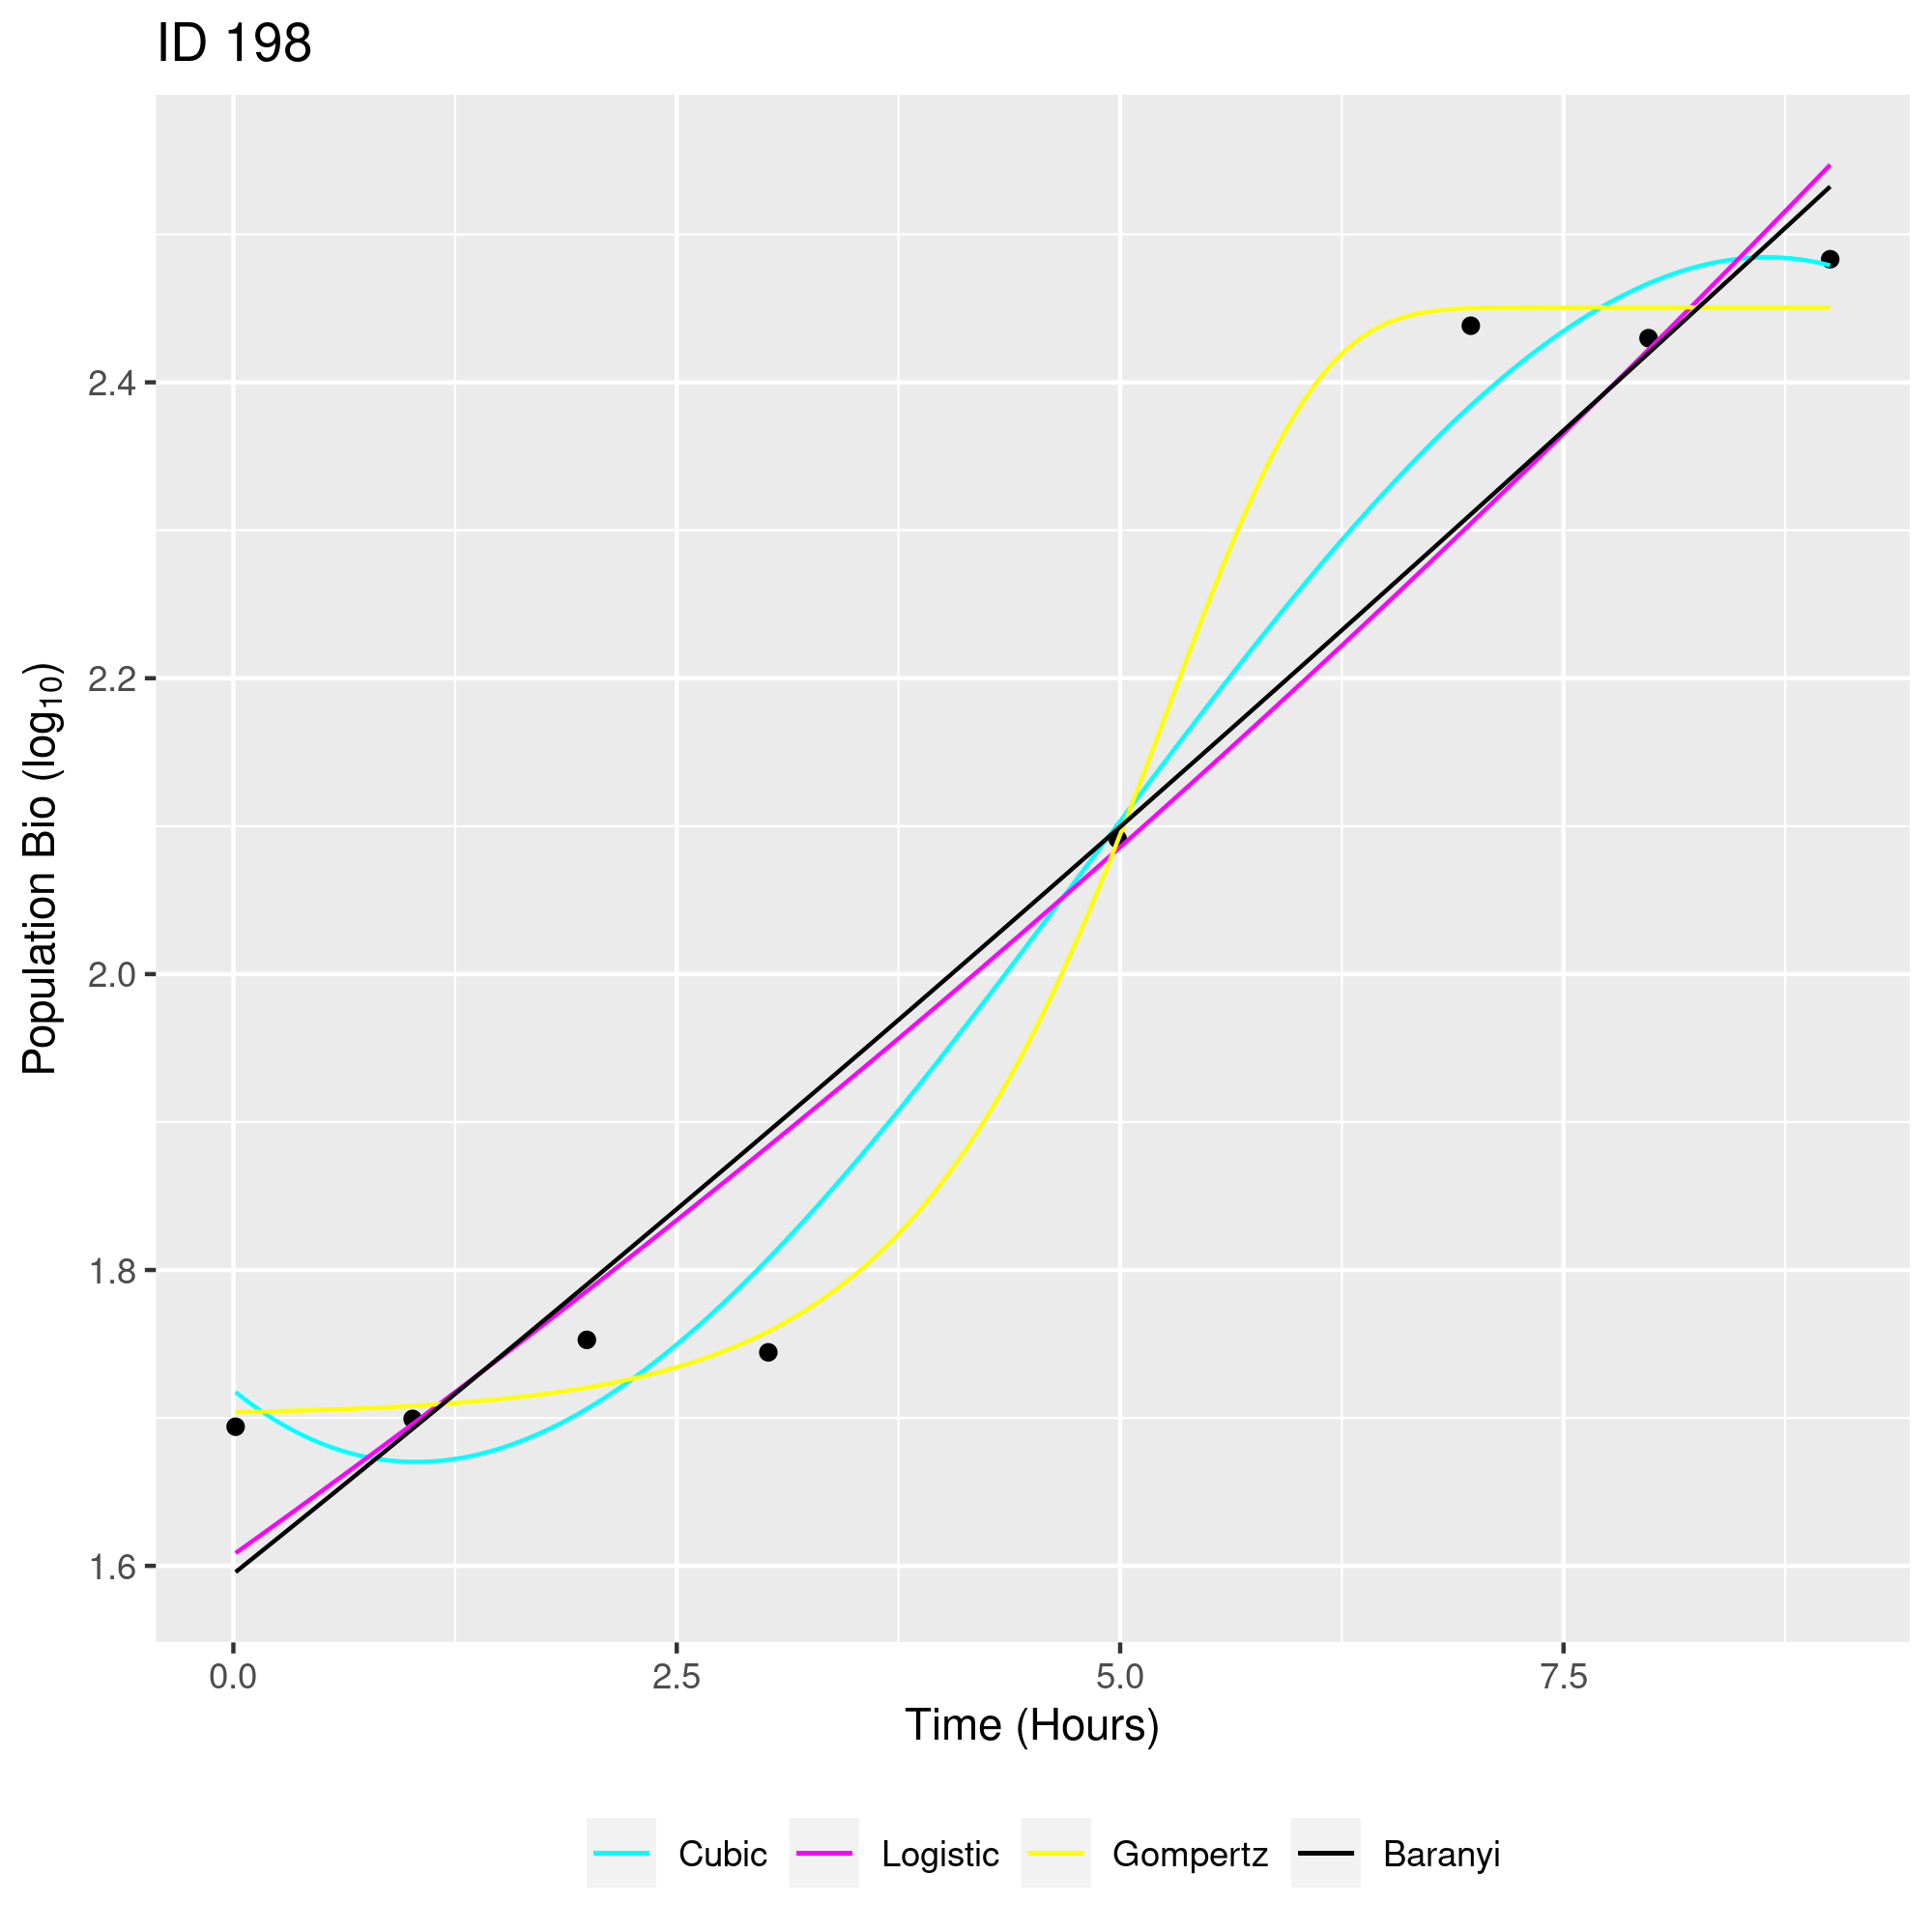 ID 198
Population Bio (log₁₀)
2.4
2.2
2.0
1.8
1.6
0.0 2.5 5.0 7.5
Time (Hours)
Cubic Logistic Gompertz Baranyi